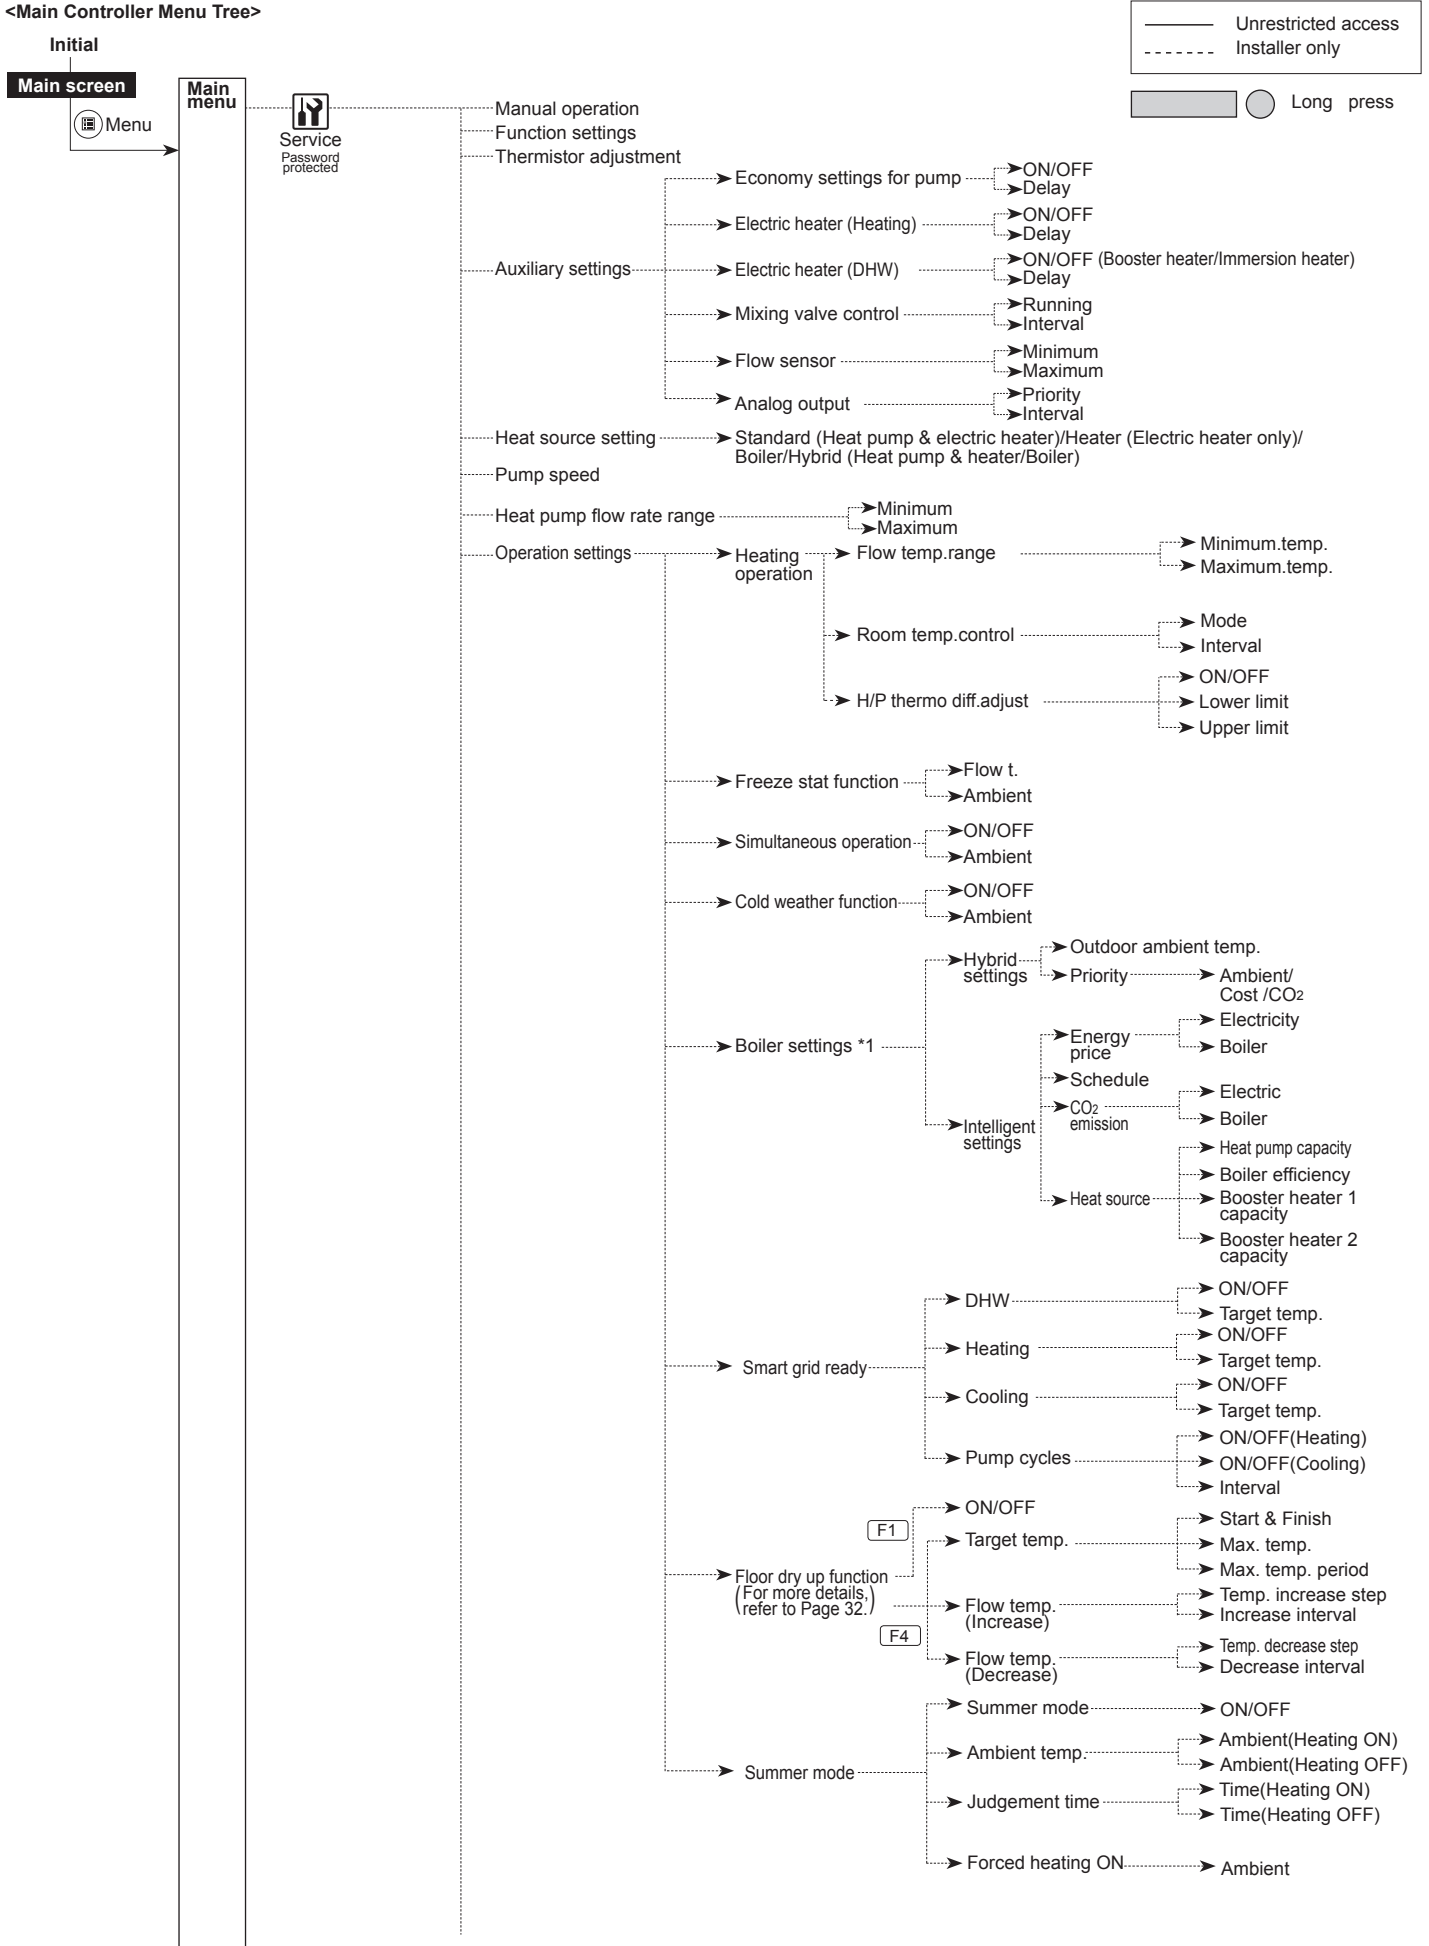 <Main Controller Menu Tree>
Unrestricted access
Installer only
Long press
Initial
Main screen
Menu
Main
menu
Service
Password
protected
Manual operation
Function settings
Thermistor adjustment
Auxiliary settings
Economy settings for pump
ON/OFF
Delay
Electric heater (Heating)
ON/OFF
Delay
Electric heater (DHW)
ON/OFF (Booster heater/Immersion heater)
Delay
Mixing valve control
Running
Interval
Flow sensor
Minimum
Maximum
Analog output
Priority
Interval
Heat source setting
Standard (Heat pump & electric heater)/Heater (Electric heater only)/
Boiler/Hybrid (Heat pump & heater/Boiler)
Pump speed
Heat pump flow rate range
Minimum
Maximum
Operation settings
Heating
operation
Flow temp.range
Minimum.temp.
Maximum.temp.
Room temp.control
Mode
Interval
H/P thermo diff.adjust
ON/OFF
Lower limit
Upper limit
Freeze stat function
Flow t.
Ambient
Simultaneous operation
ON/OFF
Ambient
Cold weather function
ON/OFF
Ambient
Boiler settings *1
Hybrid
settings
Outdoor ambient temp.
Priority
Ambient/
Cost /CO2
Intelligent
settings
Energy
price
Electricity
Boiler
Schedule
CO2
emission
Electric
Boiler
Heat source
Heat pump capacity
Boiler efficiency
Booster heater 1
capacity
Booster heater 2
capacity
Smart grid ready
DHW
ON/OFF
Target temp.
Heating
ON/OFF
Target temp.
Cooling
ON/OFF
Target temp.
Pump cycles
ON/OFF(Heating)
ON/OFF(Cooling)
Interval
Floor dry up function
(For more details,
refer to Page 32.)
F1
ON/OFF
F4
Target temp.
Start & Finish
Max. temp.
Max. temp. period
Flow temp.
(Increase)
Temp. increase step
Increase interval
Flow temp.
(Decrease)
Temp. decrease step
Decrease interval
Summer mode
Summer mode
ON/OFF
Ambient temp.
Ambient(Heating ON)
Ambient(Heating OFF)
Judgement time
Time(Heating ON)
Time(Heating OFF)
Forced heating ON
Ambient